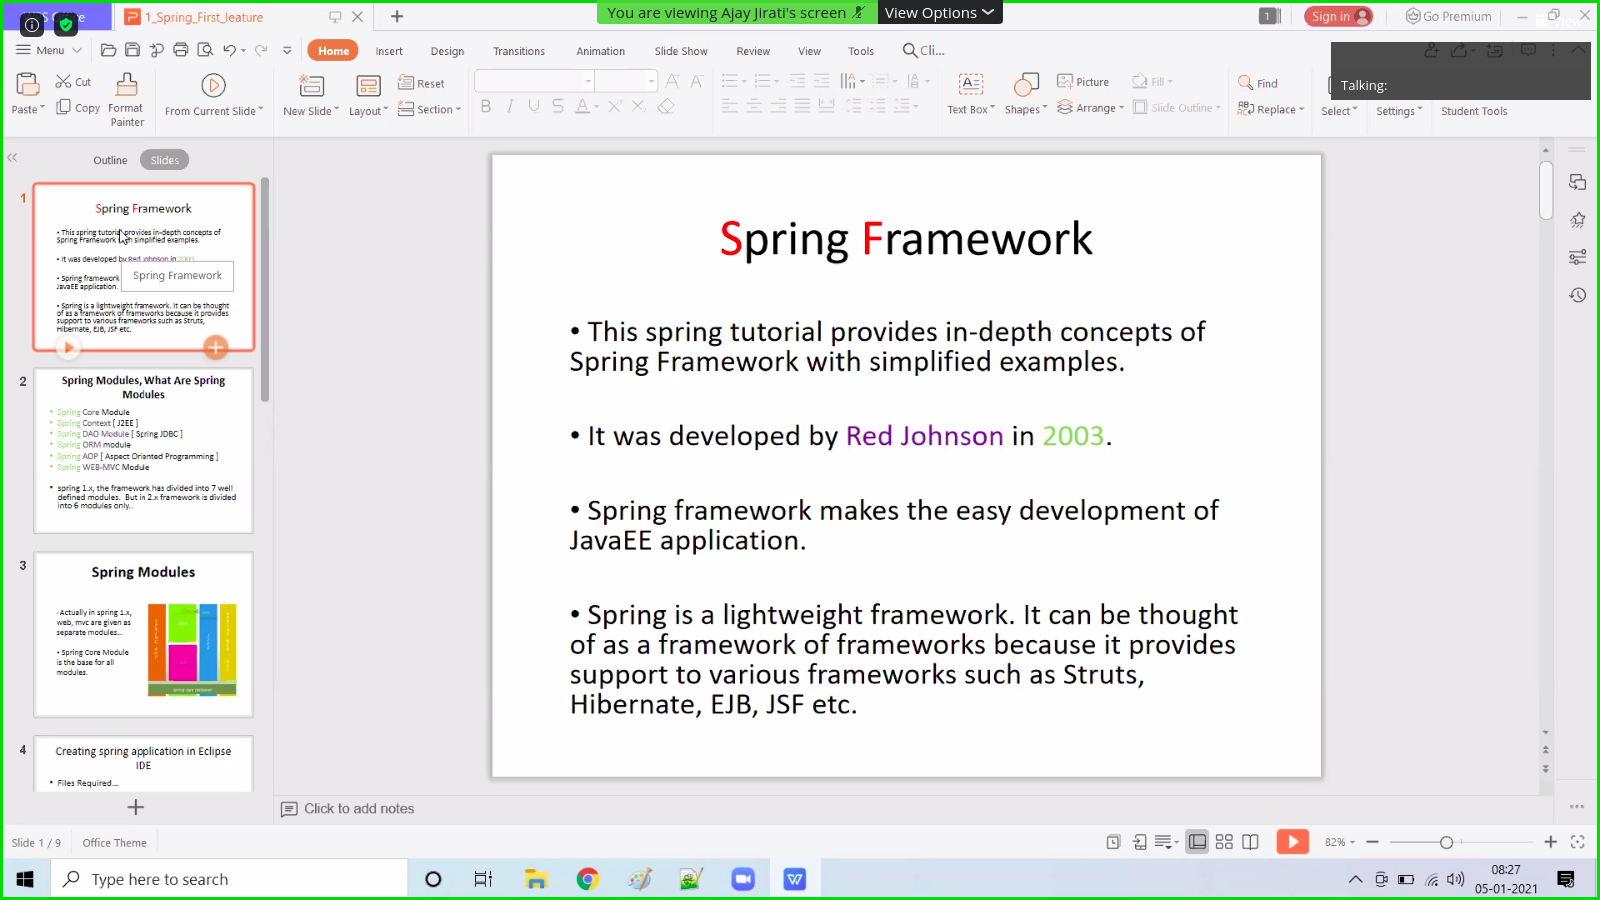 You are viewing Ajay Jirati's screen View Options
1_Spring_First_leature
1
Sign in
Go Premium
Menu
Home
Insert
Design
Transitions
Animation
Slide Show
Review
View
Tools
Cli...
Talking:
Paste
Cut
Copy
Format
Painter
From Current Slide
New Slide
Layout
Reset
Section
B I U S A
Text Box
Shapes
Picture
Arrange
Fill
Slide Outline
Find
Replace
Select
Settings
Student Tools
Outline
Slides
1
Spring Framework
• This spring tutorial provides in-depth concepts of
Spring Framework with simplified examples.
• It was developed by Red Johnson in 2003
• Spring framework
JavaEE application.
Spring Framework
• Spring is a lightweight framework. It can be thought
of as a framework of frameworks because it provides
support to various frameworks such as Struts,
Hibernate, EJB, JSF etc.
2
Spring Modules, What Are Spring
Modules
• Spring Core Module
• Spring Context [ J2EE ]
• Spring DAO Module [ Spring JDBC ]
• Spring ORM module
• Spring AOP [ Aspect Oriented Programming ]
• Spring WEB-MVC Module
• spring 1.x, the framework has divided into 7 well
defined modules. But in 2.x framework is divided
into 6 modules only..
3
Spring Modules
- Actually in spring 1.x,
web, mvc are given as
separate modules...
• Spring Core Module
is the base for all
modules.
4
Creating spring application in Eclipse
IDE
• Files Required...
Spring Framework
• This spring tutorial provides in-depth concepts of
Spring Framework with simplified examples.
• It was developed by Red Johnson in 2003.
• Spring framework makes the easy development of
JavaEE application.
• Spring is a lightweight framework. It can be thought
of as a framework of frameworks because it provides
support to various frameworks such as Struts,
Hibernate, EJB, JSF etc.
Click to add notes
Slide 1 / 9
Office Theme
82%
Type here to search
08:27
05-01-2021